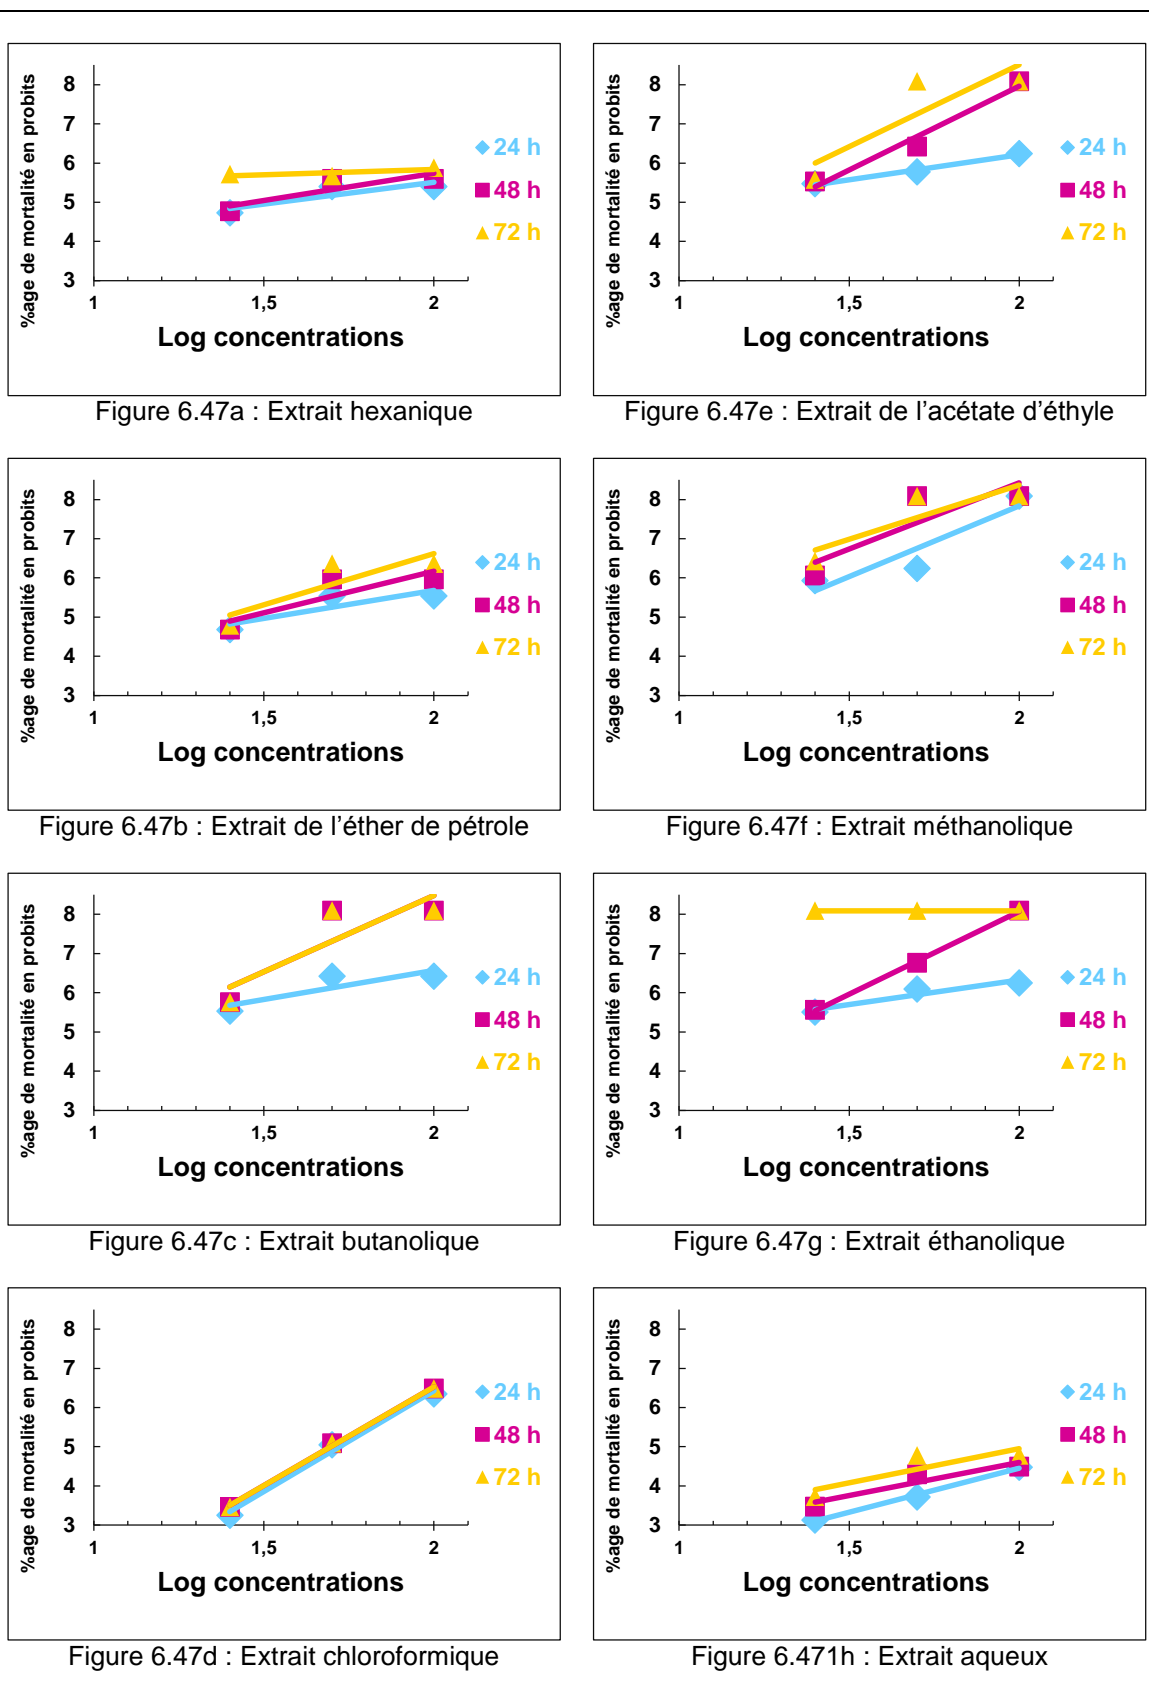 %age de mortalité en probits
8
7
6
5
4
3
1
1,5
2
24 h
48 h
72 h
Log concentrations
Figure 6.47a : Extrait hexanique
%age de mortalité en probits
8
7
6
5
4
3
1
1,5
2
24 h
48 h
72 h
Log concentrations
Figure 6.47e : Extrait de l’acétate d’éthyle
%age de mortalité en probits
8
7
6
5
4
3
1
1,5
2
24 h
48 h
72 h
Log concentrations
Figure 6.47b : Extrait de l’éther de pétrole
%age de mortalité en probits
8
7
6
5
4
3
1
1,5
2
24 h
48 h
72 h
Log concentrations
Figure 6.47f : Extrait méthanolique
%age de mortalité en probits
8
7
6
5
4
3
1
1,5
2
24 h
48 h
72 h
Log concentrations
Figure 6.47c : Extrait butanolique
%age de mortalité en probits
8
7
6
5
4
3
1
1,5
2
24 h
48 h
72 h
Log concentrations
Figure 6.47g : Extrait éthanolique
%age de mortalité en probits
8
7
6
5
4
3
1
1,5
2
24 h
48 h
72 h
Log concentrations
Figure 6.47d : Extrait chloroformique
%age de mortalité en probits
8
7
6
5
4
3
1
1,5
2
24 h
48 h
72 h
Log concentrations
Figure 6.471h : Extrait aqueux